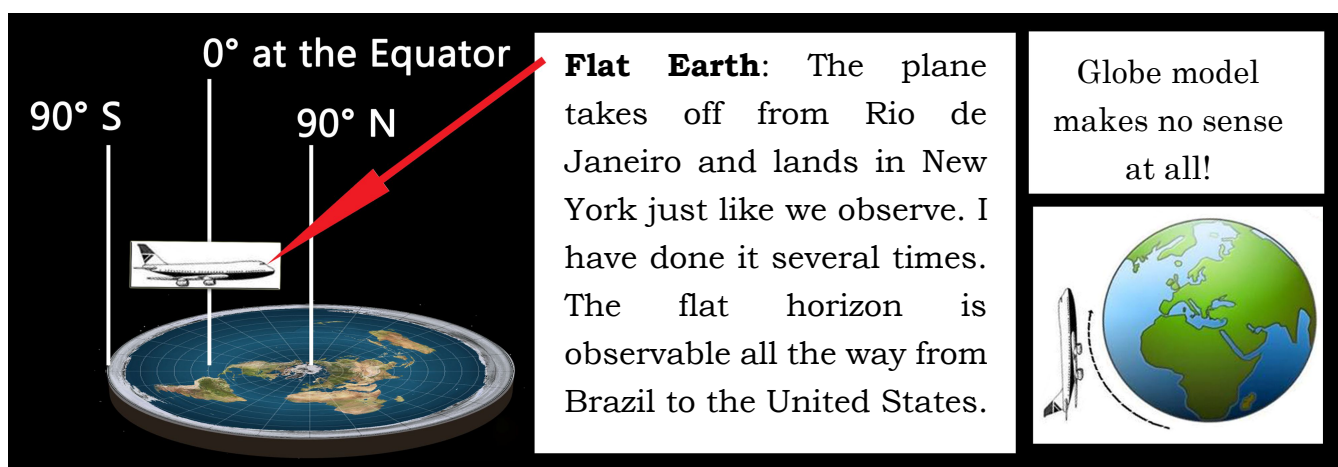 0° at the Equator
90° S
90° N
Flat Earth: The plane
takes off from Rio de
Janeiro and lands in New
York just like we observe. I
have done it several times.
The flat horizon is
observable all the way from
Brazil to the United States.
Globe model
makes no sense
at all!